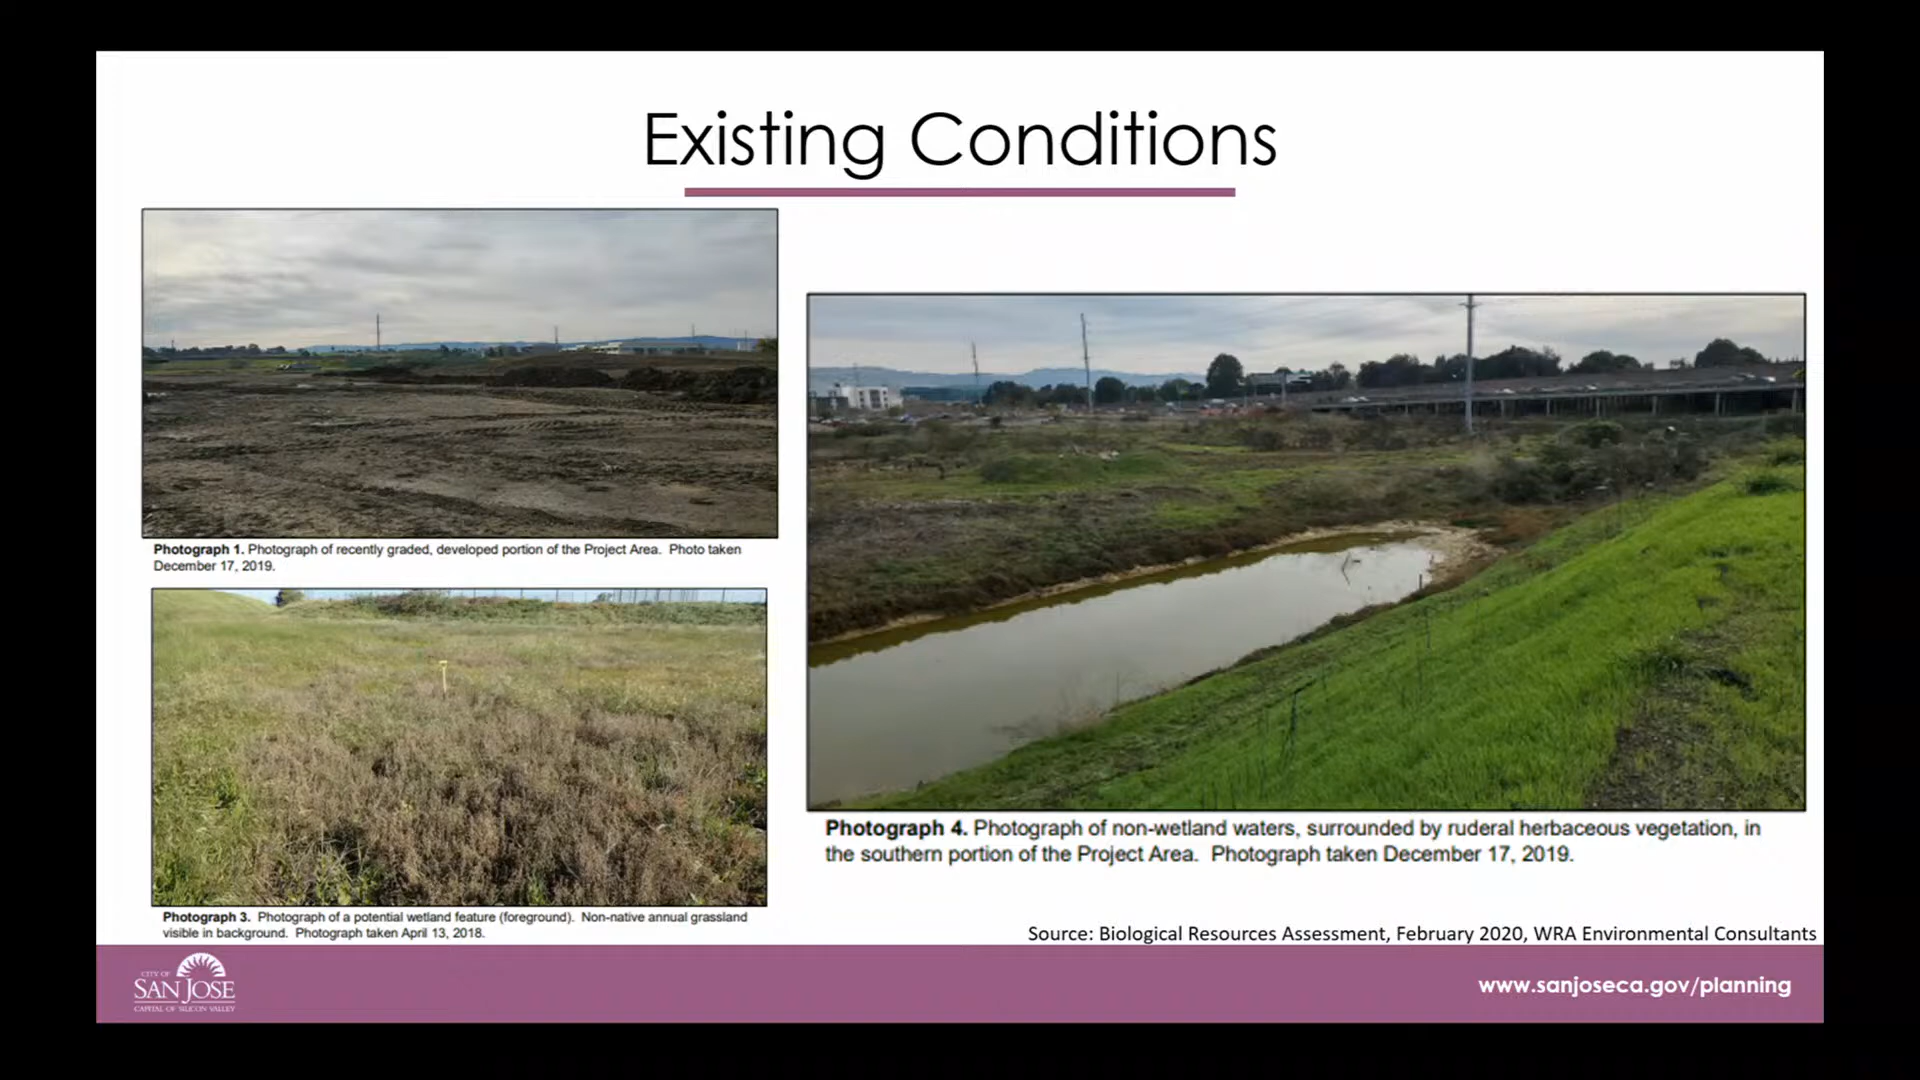 Existing Conditions
Photograph 1. Photograph of recently graded, developed portion of the Project Area. Photo taken
December 17, 2019.
Photograph 3. Photograph of a potential wetland feature (foreground). Non-native annual grassland
visible in background. Photograph taken April 13, 2018.
Photograph 4. Photograph of non-wetland waters, surrounded by ruderal herbaceous vegetation, in
the southern portion of the Project Area. Photograph taken December 17, 2019.
Source: Biological Resources Assessment, February 2020, WRA Environmental Consultants
CITY OF
SAN JOSE
CAPITAL OF SILICON VALLEY
www.sanjoseca.gov/planning